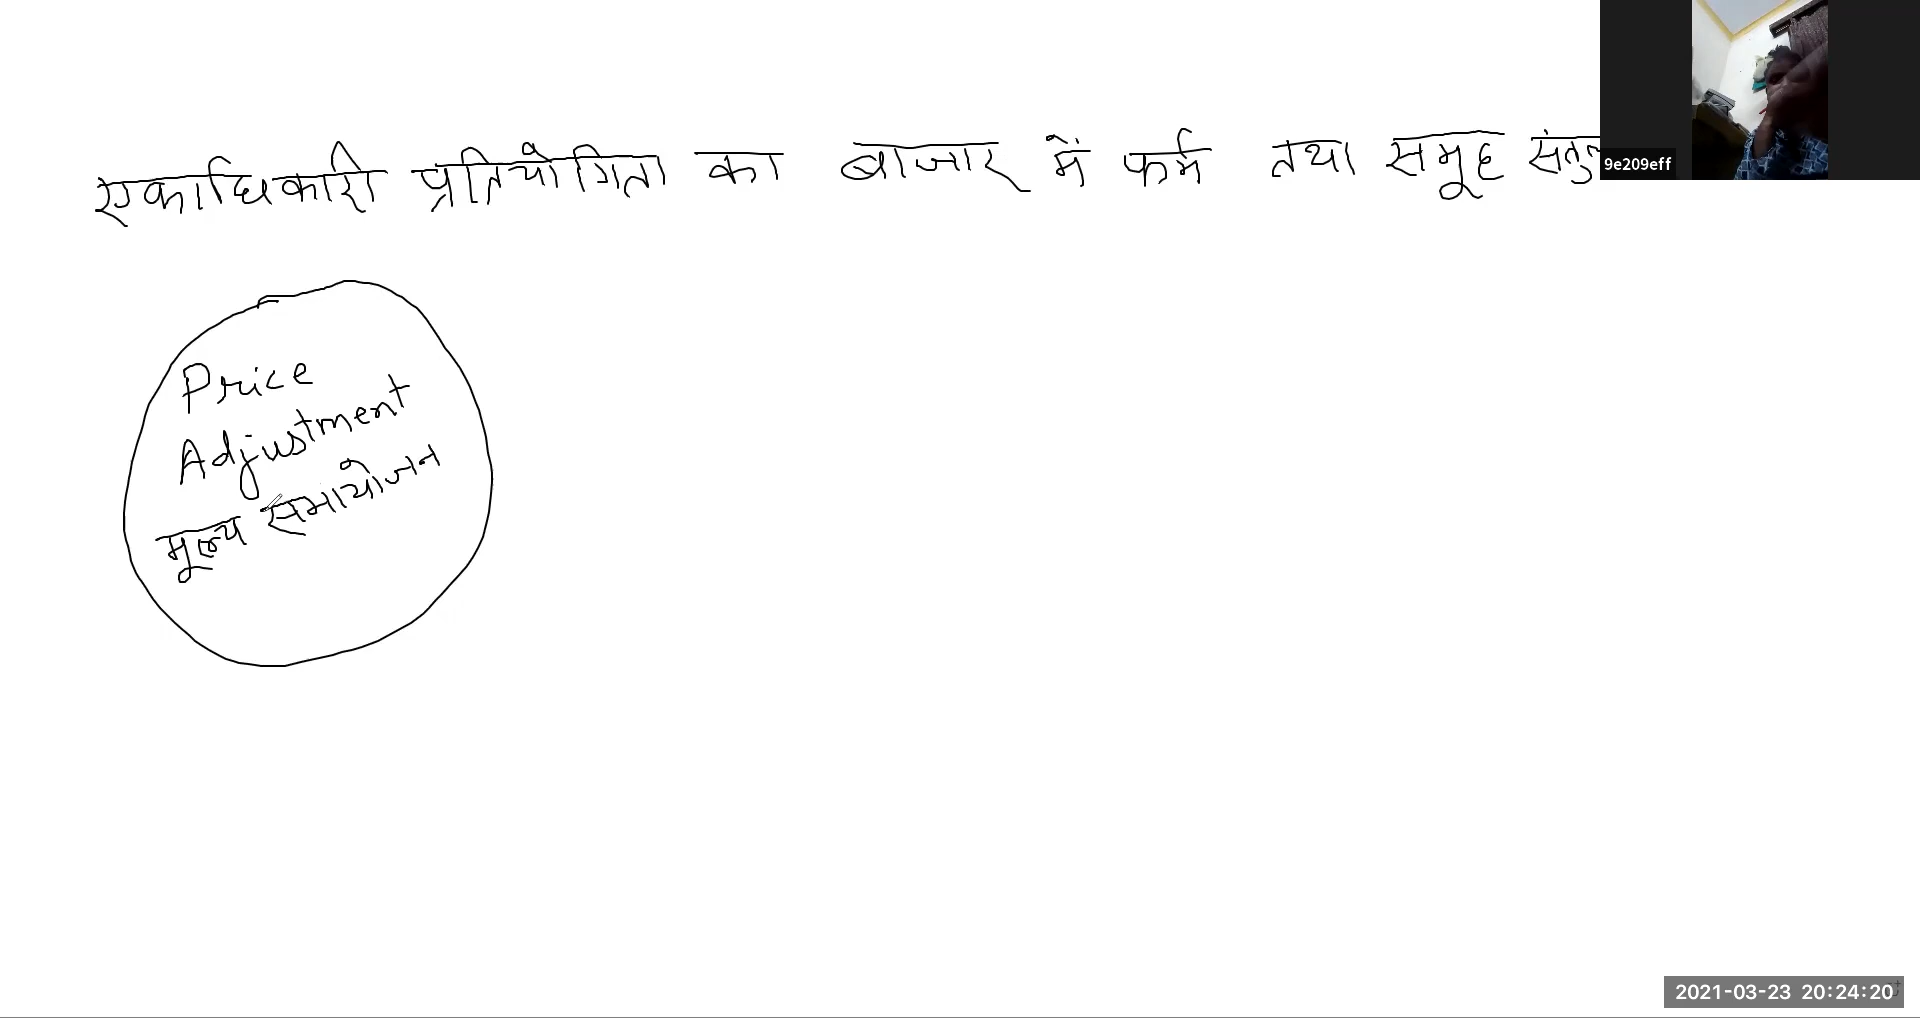 एकाधिकारी प्रतियोगिता का बाजार में फर्म तथा समूह
9e209eff
Price
Adjustment
मूल्य समायोजन
2021-03-23 20:24:20